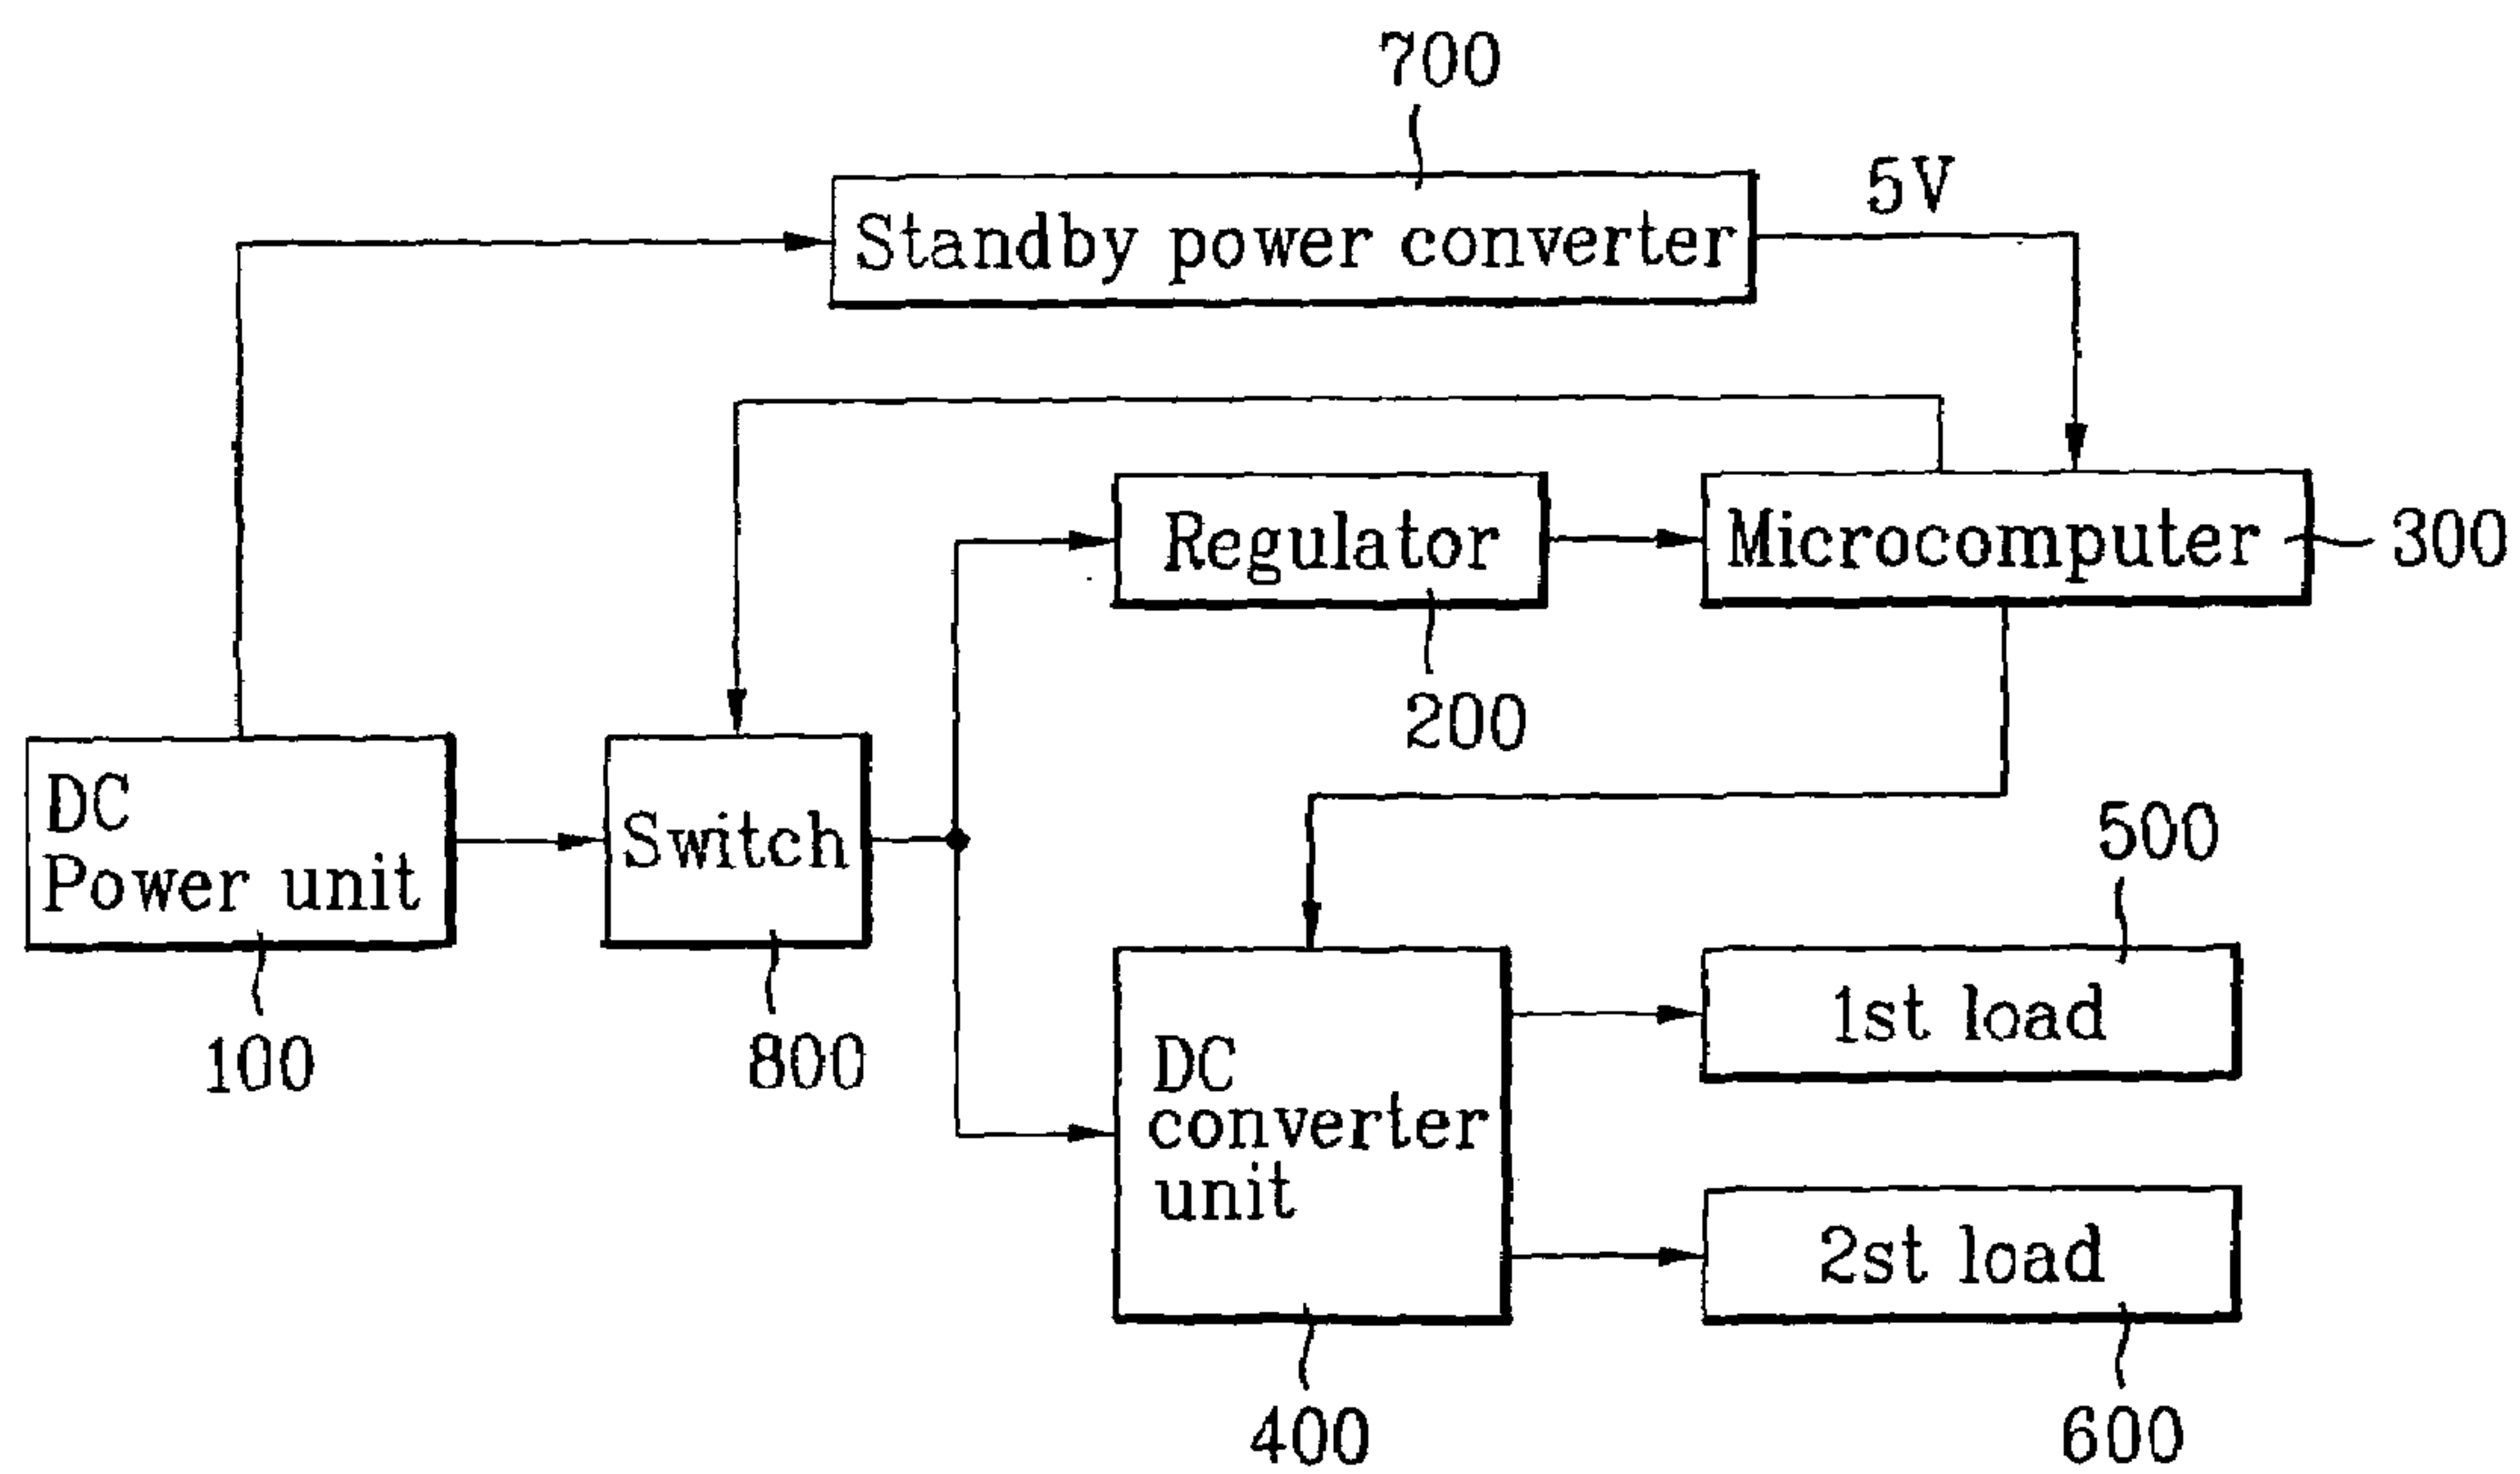 700
5V
Standby power converter
Regulator
Microcomputer
300
200
DC
Power unit
Switch
500
100
800
1st load
DC
converter
unit
2st load
400
600